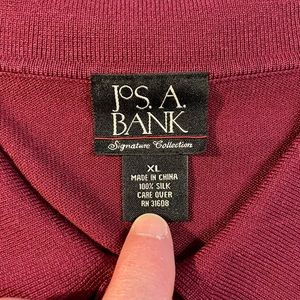 JoS. A.
BANK
Signature Collection
XL
MADE IN CHINA
100% SILK
CARE OVER
RN 31608